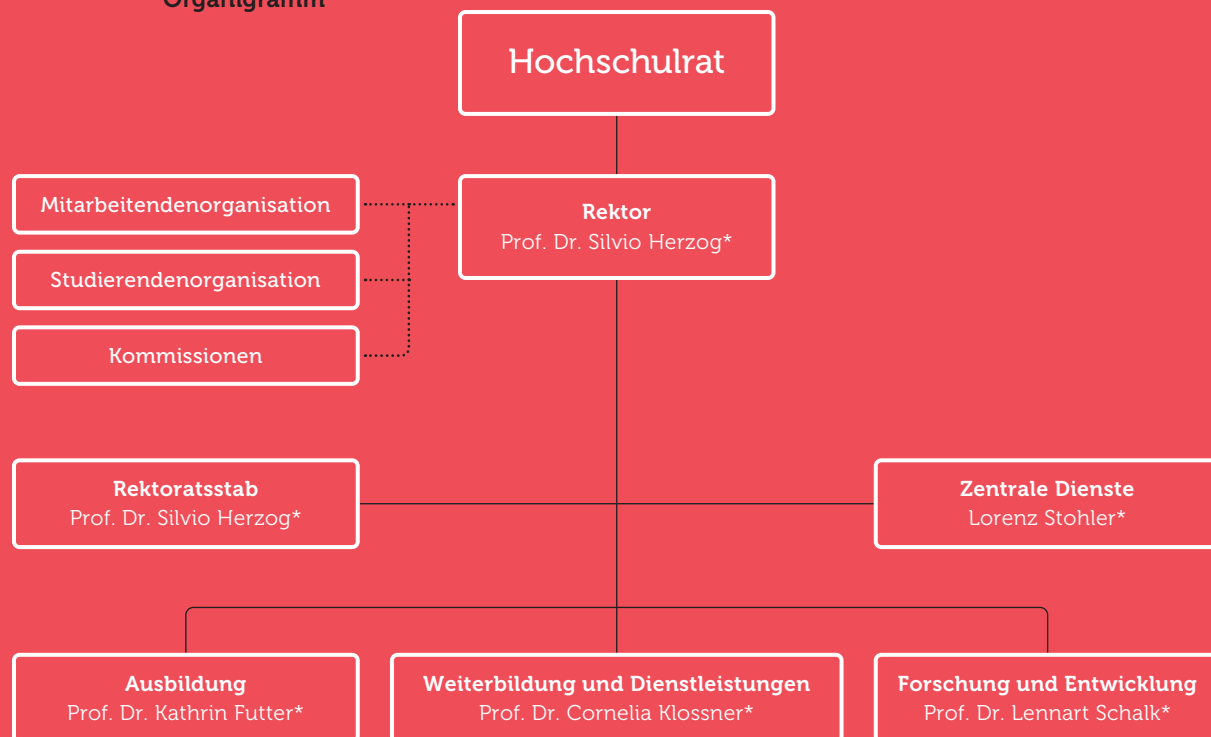 Organigramm
Hochschulrat
Mitarbeitendenorganisation
Studierendenorganisation
Kommissionen
Rektor
Prof. Dr. Silvio Herzog*
Rektoratsstab
Prof. Dr. Silvio Herzog*
Zentrale Dienste
Lorenz Stohler*
Ausbildung
Prof. Dr. Kathrin Futter*
Weiterbildung und Dienstleistungen
Prof. Dr. Cornelia Klossner*
Forschung und Entwicklung
Prof. Dr. Lennart Schalk*